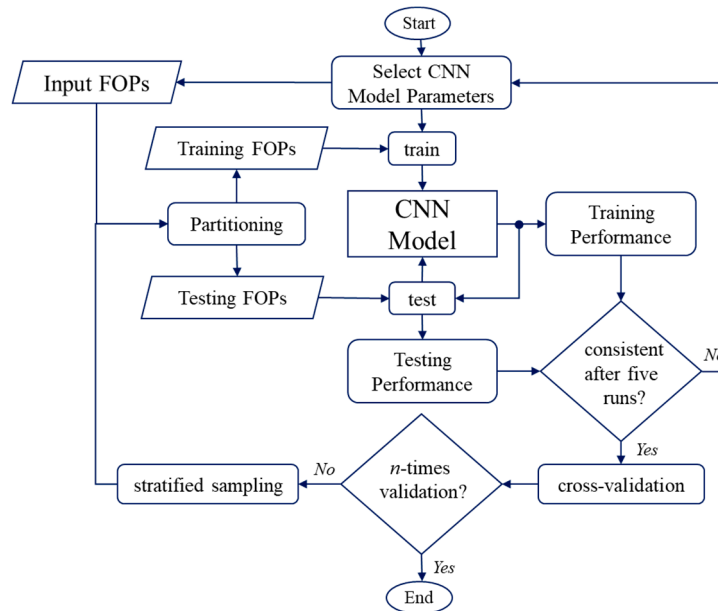 Start
Input FOPs
Select CNN
Model Parameters
Training FOPs
train
Partitioning
CNN
Model
Training
Performance
Testing FOPs
test
Testing
Performance
consistent
after five
runs?
No
Yes
stratified sampling
No
n-times
validation?
cross-validation
Yes
End